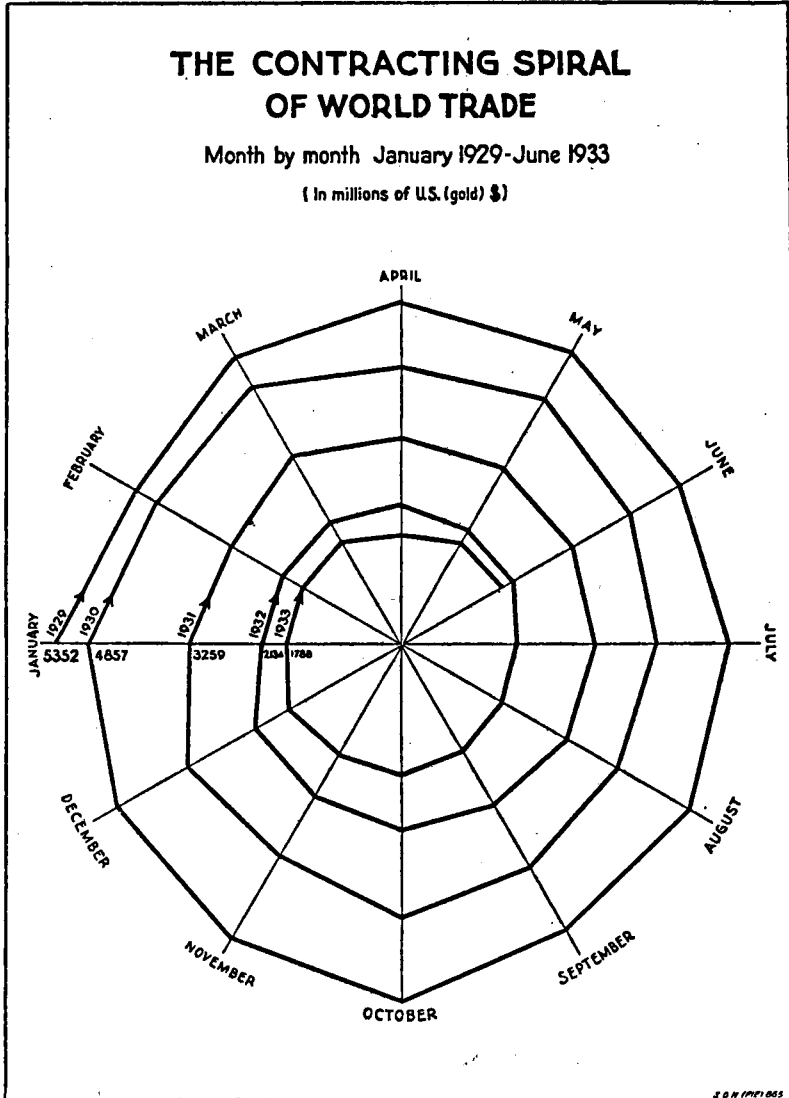 THE CONTRACTING SPIRAL
OF WORLD TRADE
Month by month January 1929-June 1933
(In millions of U.S. (gold) $)
APRIL
MARCH
MAY
FEBRUARY
JUNE
JANUARY
1929
1930
1931
1932
1933
5352
4857
3259
2134
1788
JULY
DECEMBER
AUGUST
NOVEMBER
SEPTEMBER
OCTOBER